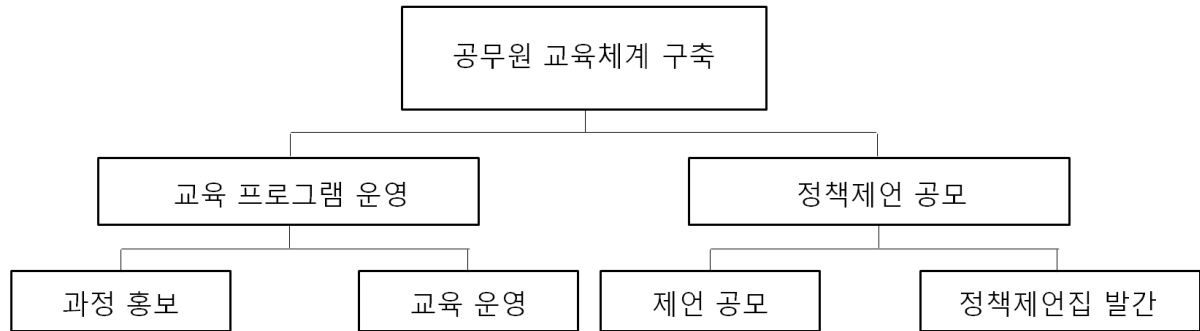 공무원 교육체계 구축
교육 프로그램 운영
정책제언 공모
과정 홍보
교육 운영
제언 공모
정책제언집 발간